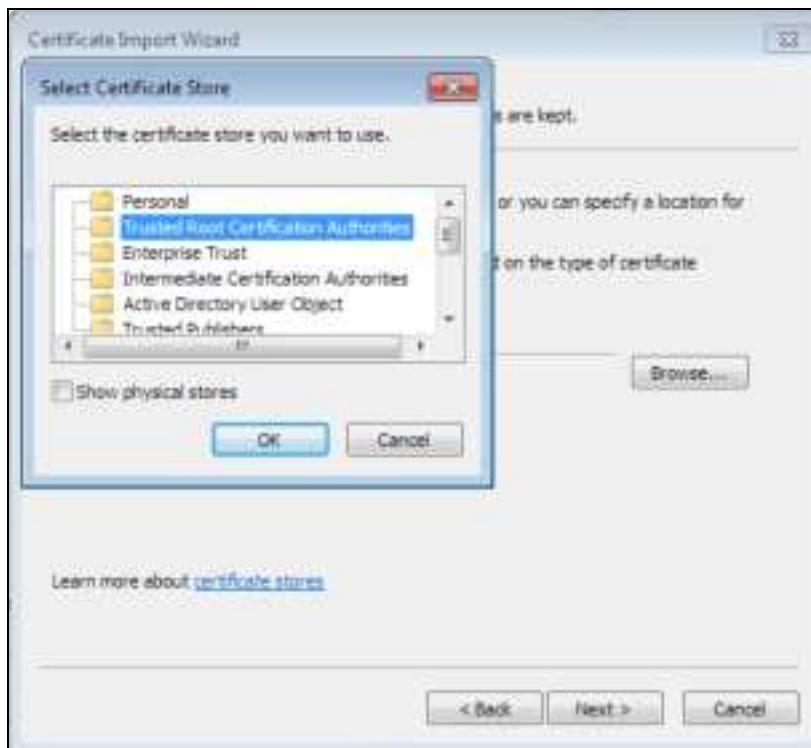 Certificate Import Wizard
Select Certificate Store
Select the certificate store you want to use.
Personal
Trusted Root Certification Authorities
Enterprise Trust
Intermediate Certification Authorities
Active Directory User Object
Trusted Publishers
Show physical stores
OK
Cancel
are kept.
or you can specify a location for
on the type of certificate
Browse...
Learn more about certificate stores
< Back
Next >
Cancel